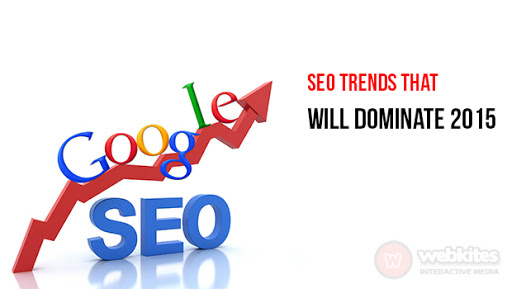 Google
SEO
SEO TRENDS THAT
WILL DOMINATE 2015
w webkites
INTERACTIVE MEDIA